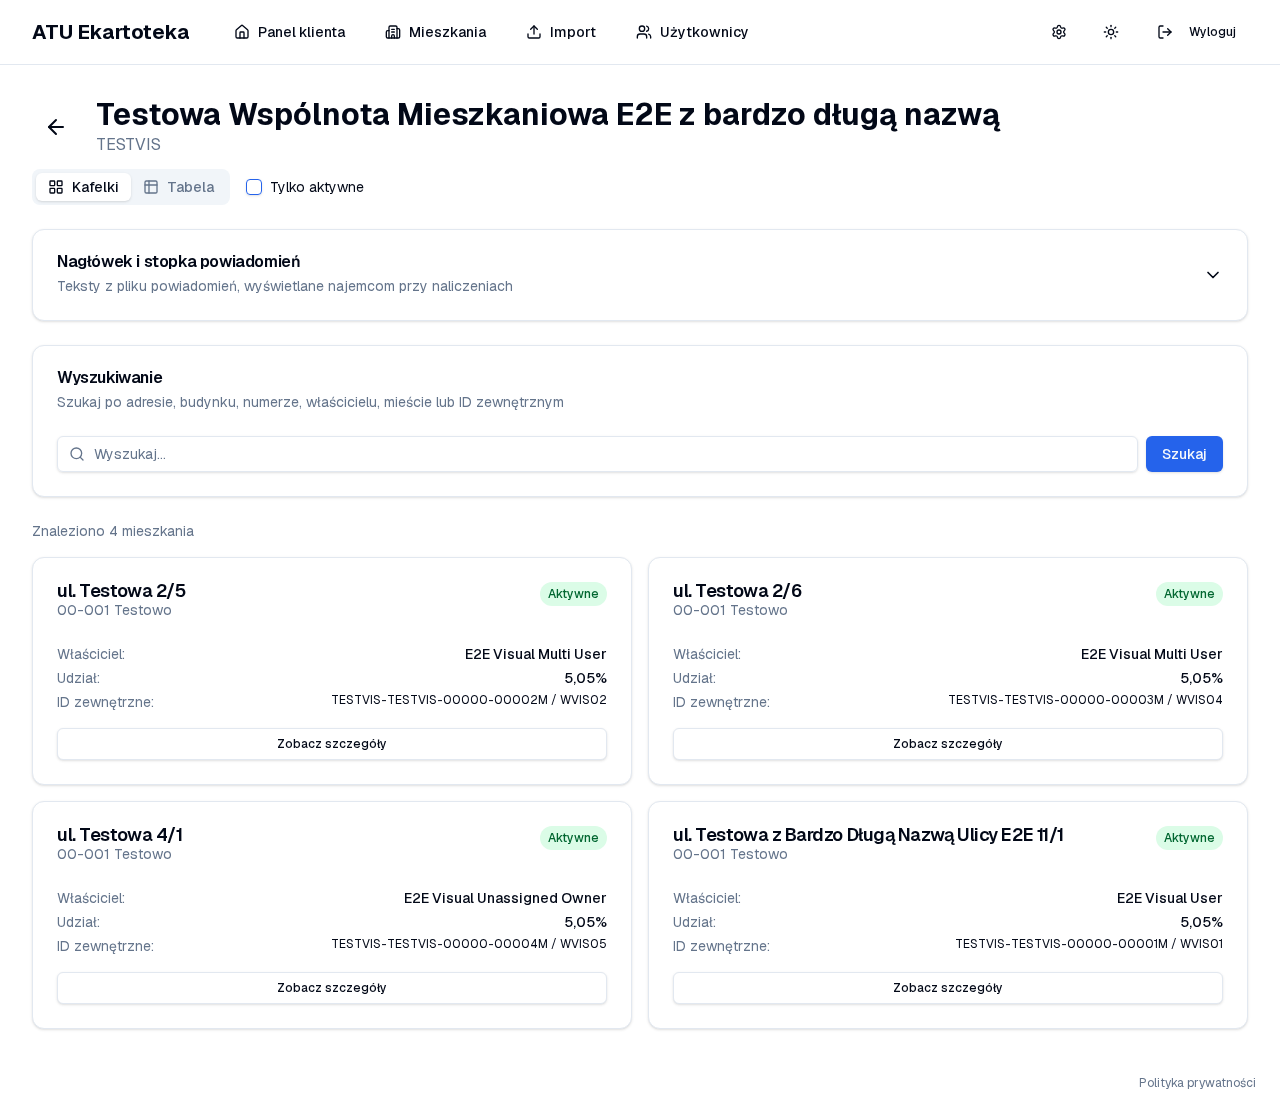 ATU Ekartoteka
Panel klienta
Mieszkania
Import
Użytkownicy
Wyloguj
Testowa Wspólnota Mieszkaniowa E2E z bardzo długą nazwą
TESTVIS
Kafelki
Tabela
Tylko aktywne
Nagłówek i stopka powiadomień
Teksty z pliku powiadomień, wyświetlane najemcom przy naliczeniach
Wyszukiwanie
Szukaj po adresie, budynku, numerze, właścicielu, mieście lub ID zewnętrznym
Wyszukaj...
Szukaj
Znaleziono 4 mieszkania
ul. Testowa 2/5
Aktywne
00-001 Testowo
Właściciel: E2E Visual Multi User
Udział: 5,05%
ID zewnętrzne: TESTVIS-TESTVIS-00000-00002M / WVIS02
Zobacz szczegóły
ul. Testowa 2/6
Aktywne
00-001 Testowo
Właściciel: E2E Visual Multi User
Udział: 5,05%
ID zewnętrzne: TESTVIS-TESTVIS-00000-00003M / WVIS04
Zobacz szczegóły
ul. Testowa 4/1
Aktywne
00-001 Testowo
Właściciel: E2E Visual Unassigned Owner
Udział: 5,05%
ID zewnętrzne: TESTVIS-TESTVIS-00000-00004M / WVIS05
Zobacz szczegóły
ul. Testowa z Bardzo Długą Nazwą Ulicy E2E 11/1
Aktywne
00-001 Testowo
Właściciel: E2E Visual User
Udział: 5,05%
ID zewnętrzne: TESTVIS-TESTVIS-00000-00001M / WVIS01
Zobacz szczegóły
Polityka prywatności